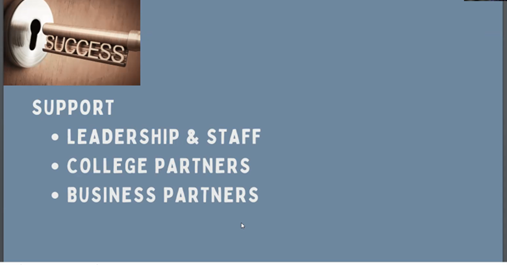 SUCCESS
SUPPORT
• LEADERSHIP & STAFF
• COLLEGE PARTNERS
• BUSINESS PARTNERS